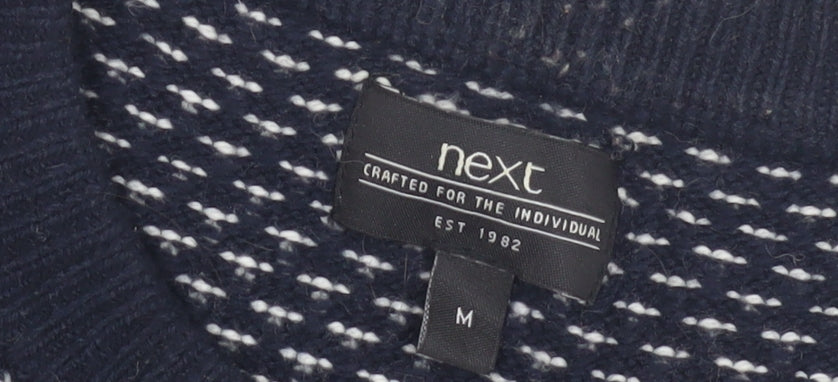 next
CRAFTED FOR THE INDIVIDUAL
EST 1982
M